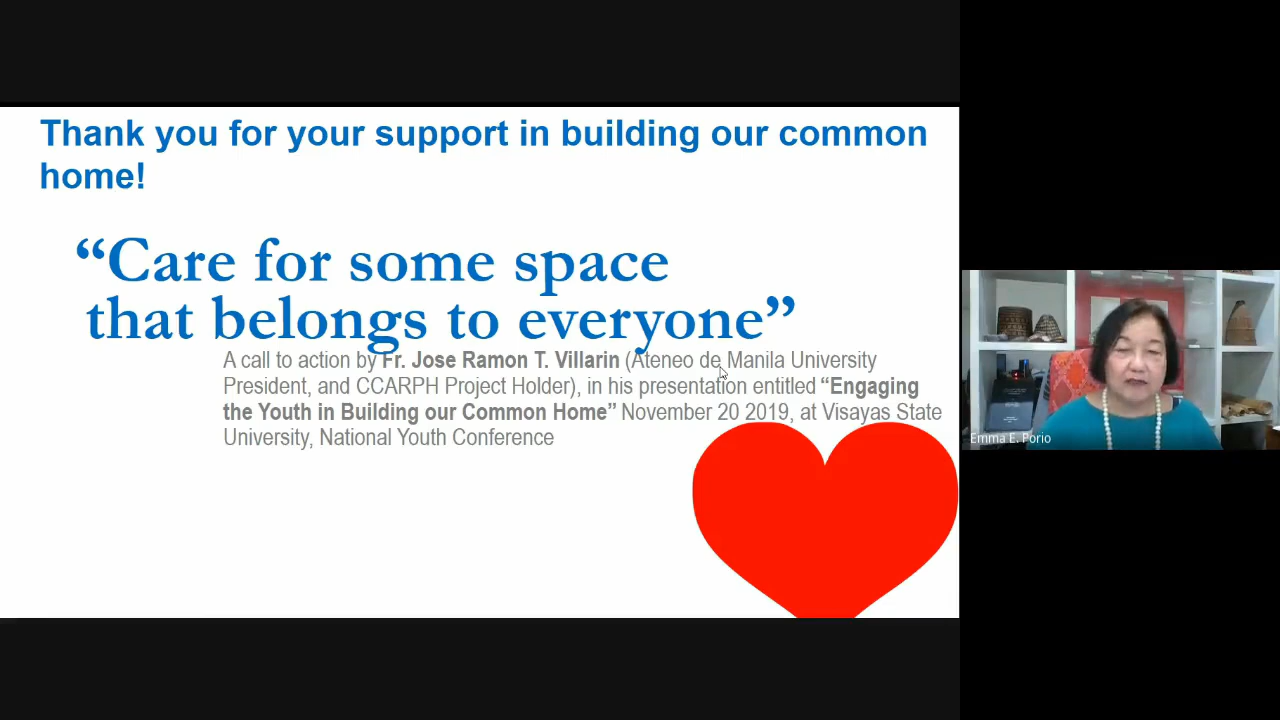 Thank you for your support in building our common
home!
“Care for some space
that belongs to everyone”
A call to action by Fr. Jose Ramon T. Villarin (Ateneo de Manila University
President, and CCARPH Project Holder), in his presentation entitled “Engaging
the Youth in Building our Common Home” November 20 2019, at Visayas State
University, National Youth Conference
Emma E. Porio